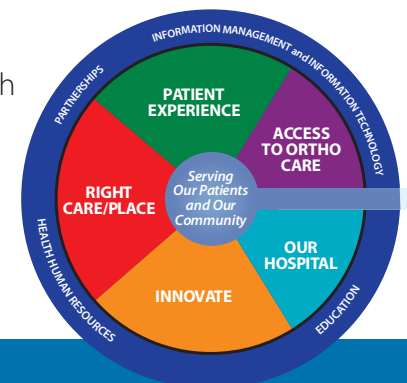 h
INFORMATION MANAGEMENT and INFORMATION TECHNOLOGY
PARTNERSHIPS
PATIENT
EXPERIENCE
ACCESS
TO ORTHO
CARE
RIGHT
CARE/PLACE
Serving
Our Patients
and Our
Community
OUR
HOSPITAL
INNOVATE
HEALTH HUMAN RESOURCES
EDUCATION